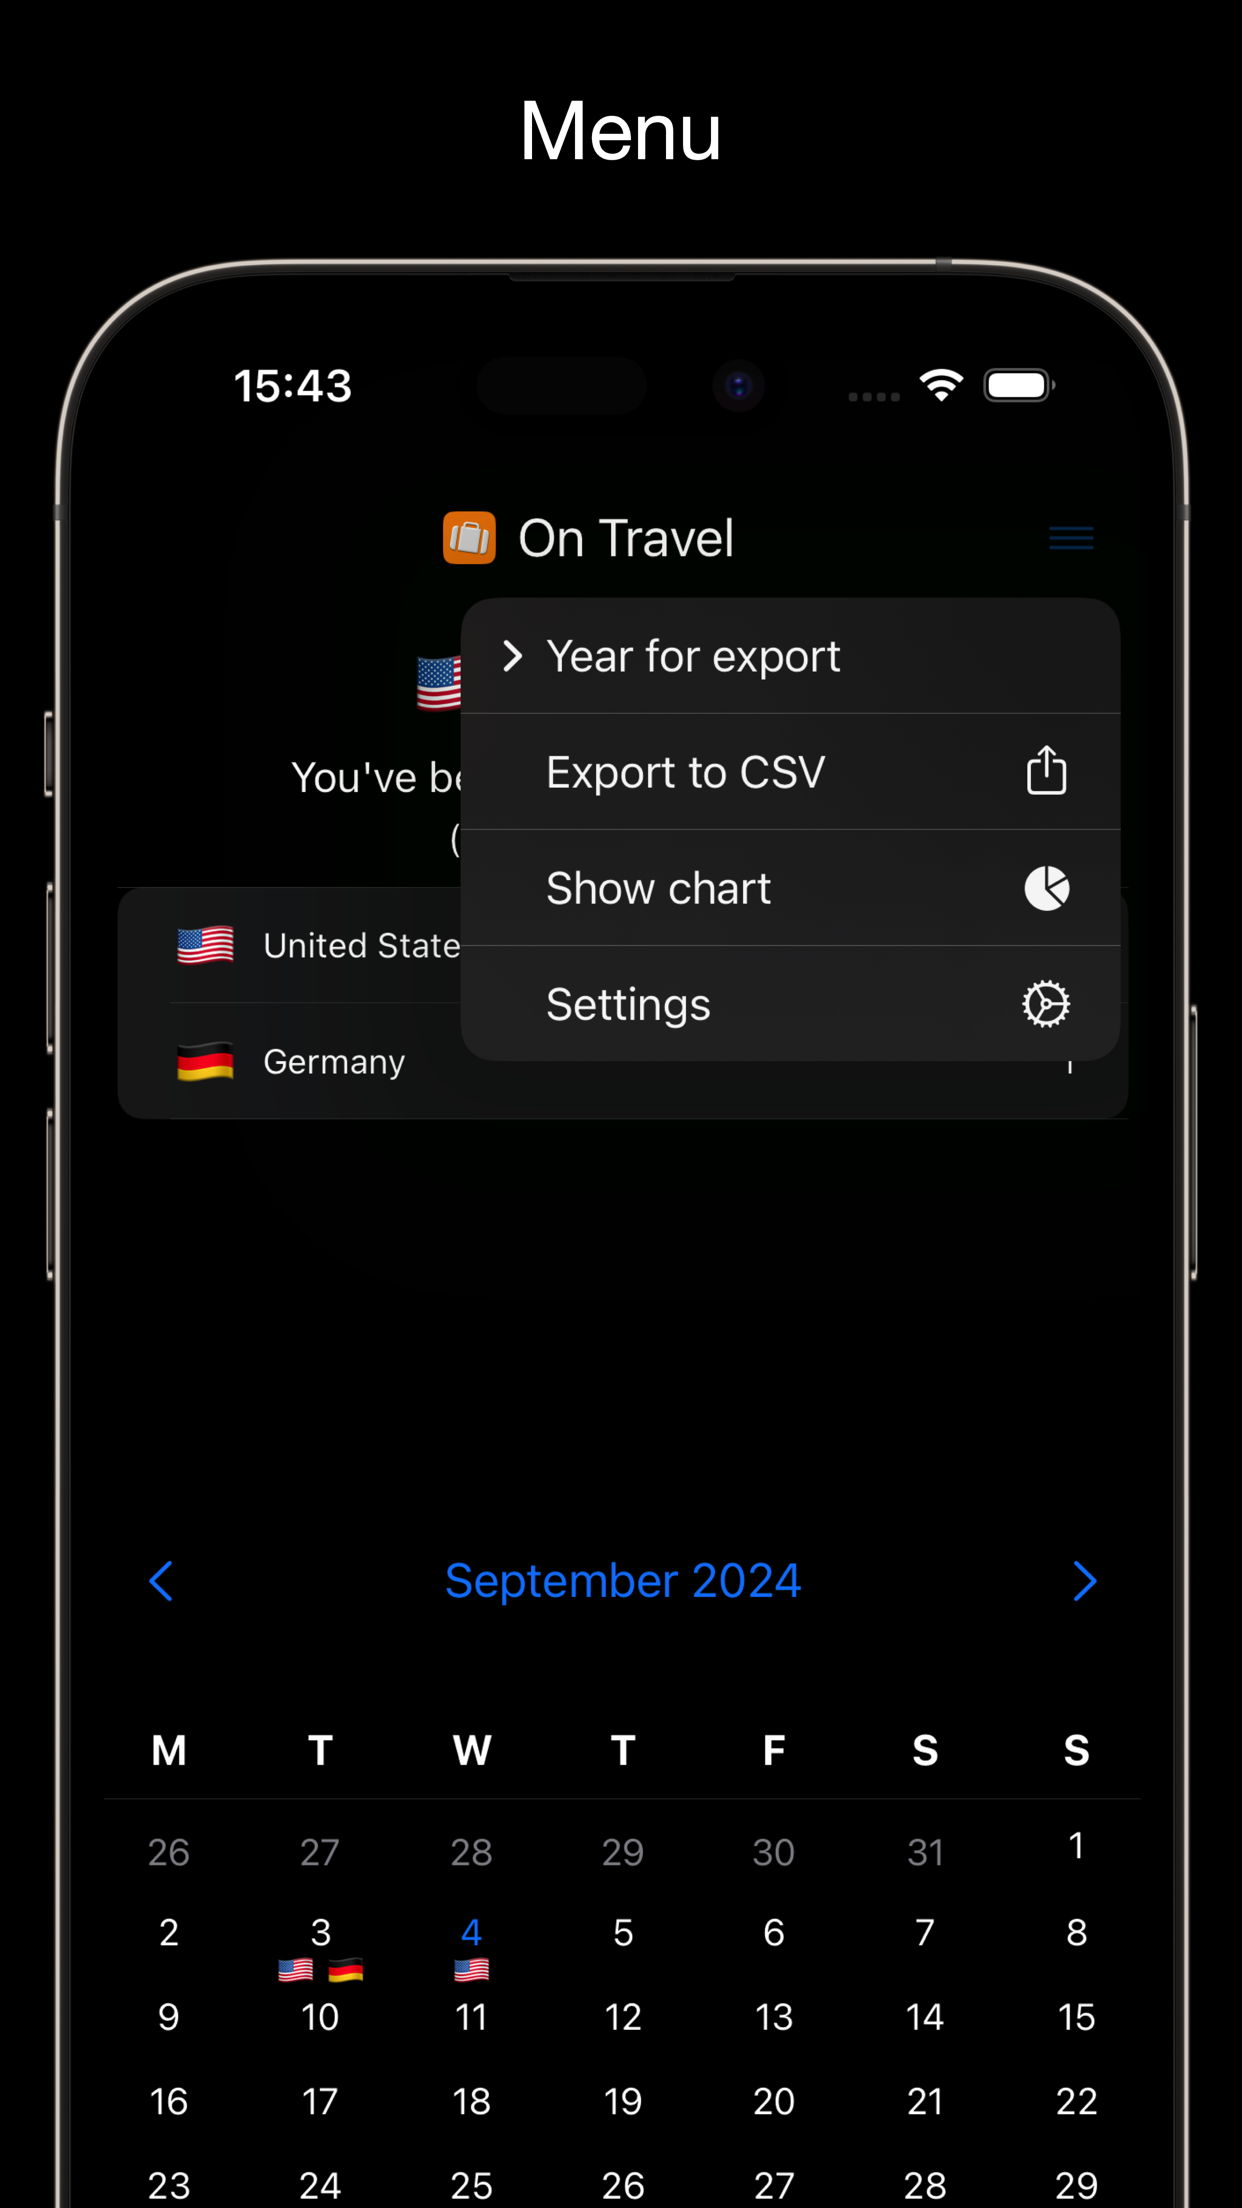 Menu
15:43
On Travel
Year for export
Export to CSV
Show chart
Settings
You've
(
United State
Germany
September 2024
M T W T F S S
26 27 28 29 30 31 1
2 3 4 5 6 7 8
9 10 11 12 13 14 15
16 17 18 19 20 21 22
23 24 25 26 27 28 29